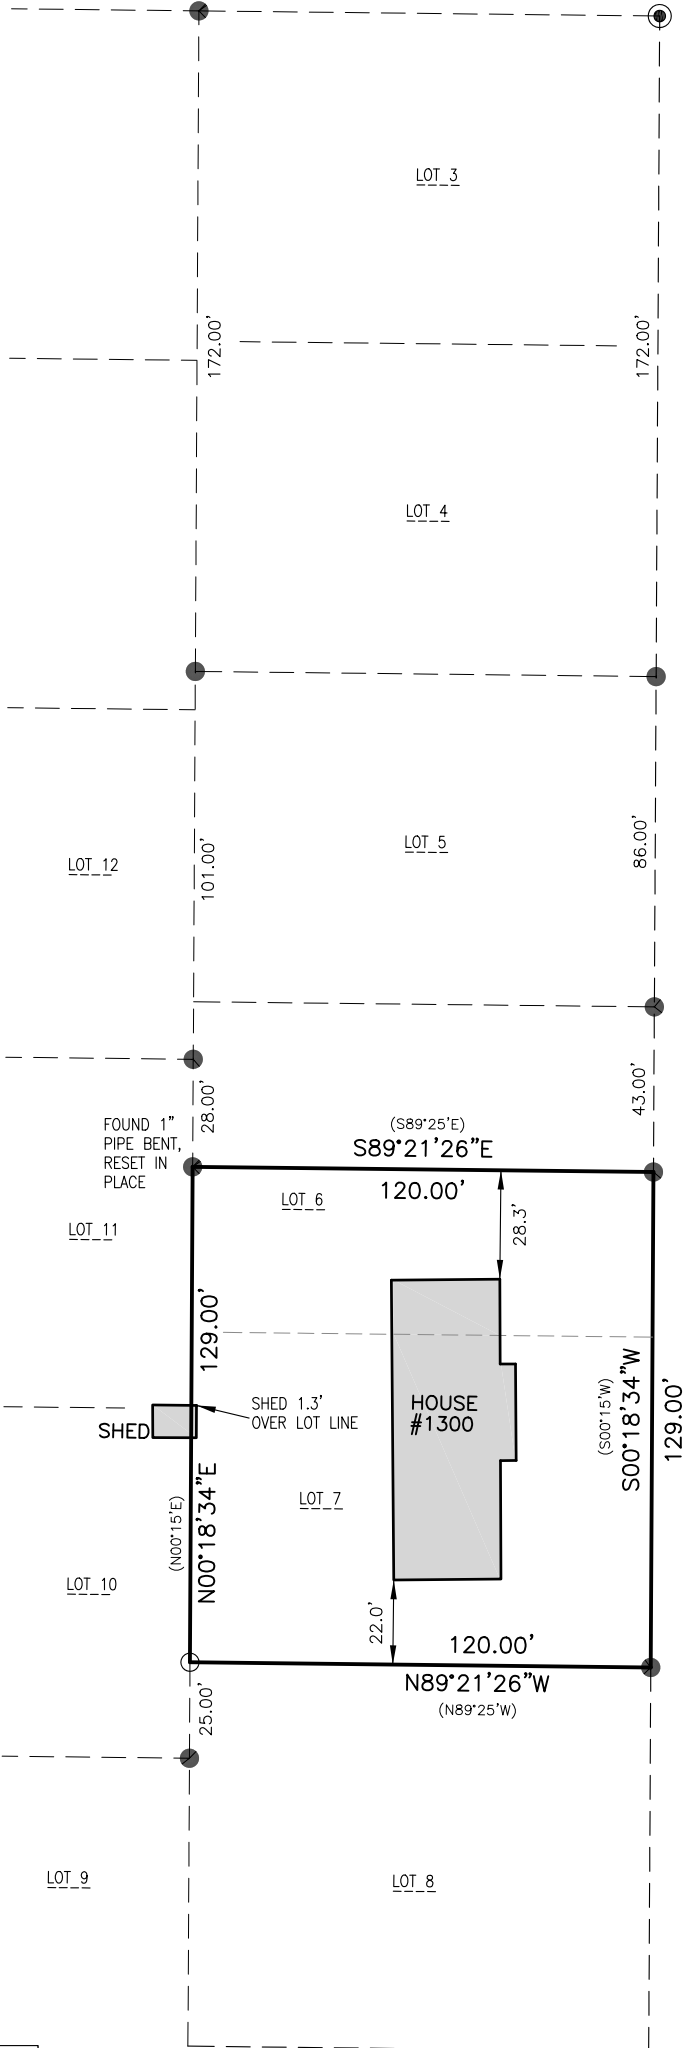 LOT 3
172.00'
172.00'
LOT 4
LOT 5
86.00'
101.00'
LOT 12
43.00'
28.00'
FOUND 1"
PIPE BENT,
RESET IN
PLACE
(S89°25'E)
S89°21'26"E
120.00'
LOT 6
28.3'
LOT 11
129.00'
SHED 1.3'
OVER LOT LINE
SHED
HOUSE
#1300
(S00°15'W)
S00°18'34"W
129.00'
LOT 7
(N00°15'E)
N00°18'34"E
LOT 10
22.0'
120.00'
N89°21'26"W
(N89°25'W)
25.00'
LOT 9
LOT 8